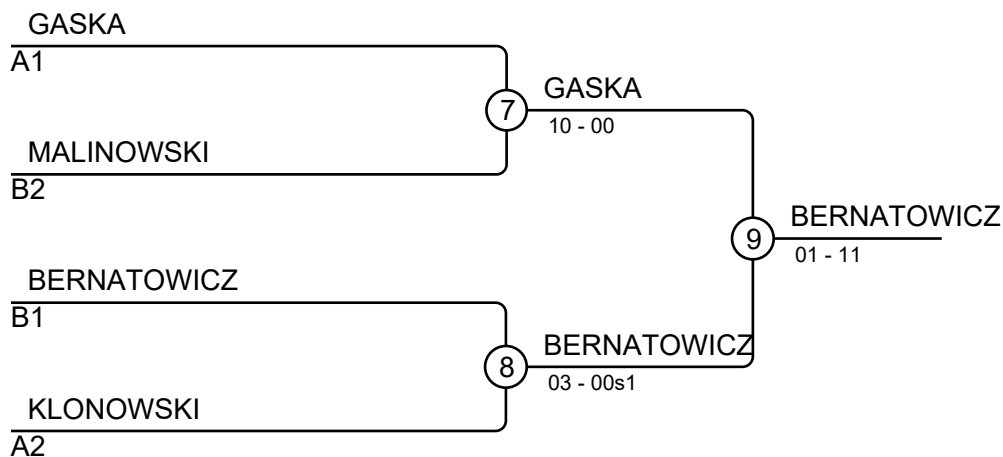 GASKA
A1
7
GASKA
10 - 00
MALINOWSKI
B2
9
BERNATOWICZ
01 - 11
BERNATOWICZ
B1
8
BERNATOWICZ
03 - 00s1
KLONOWSKI
A2